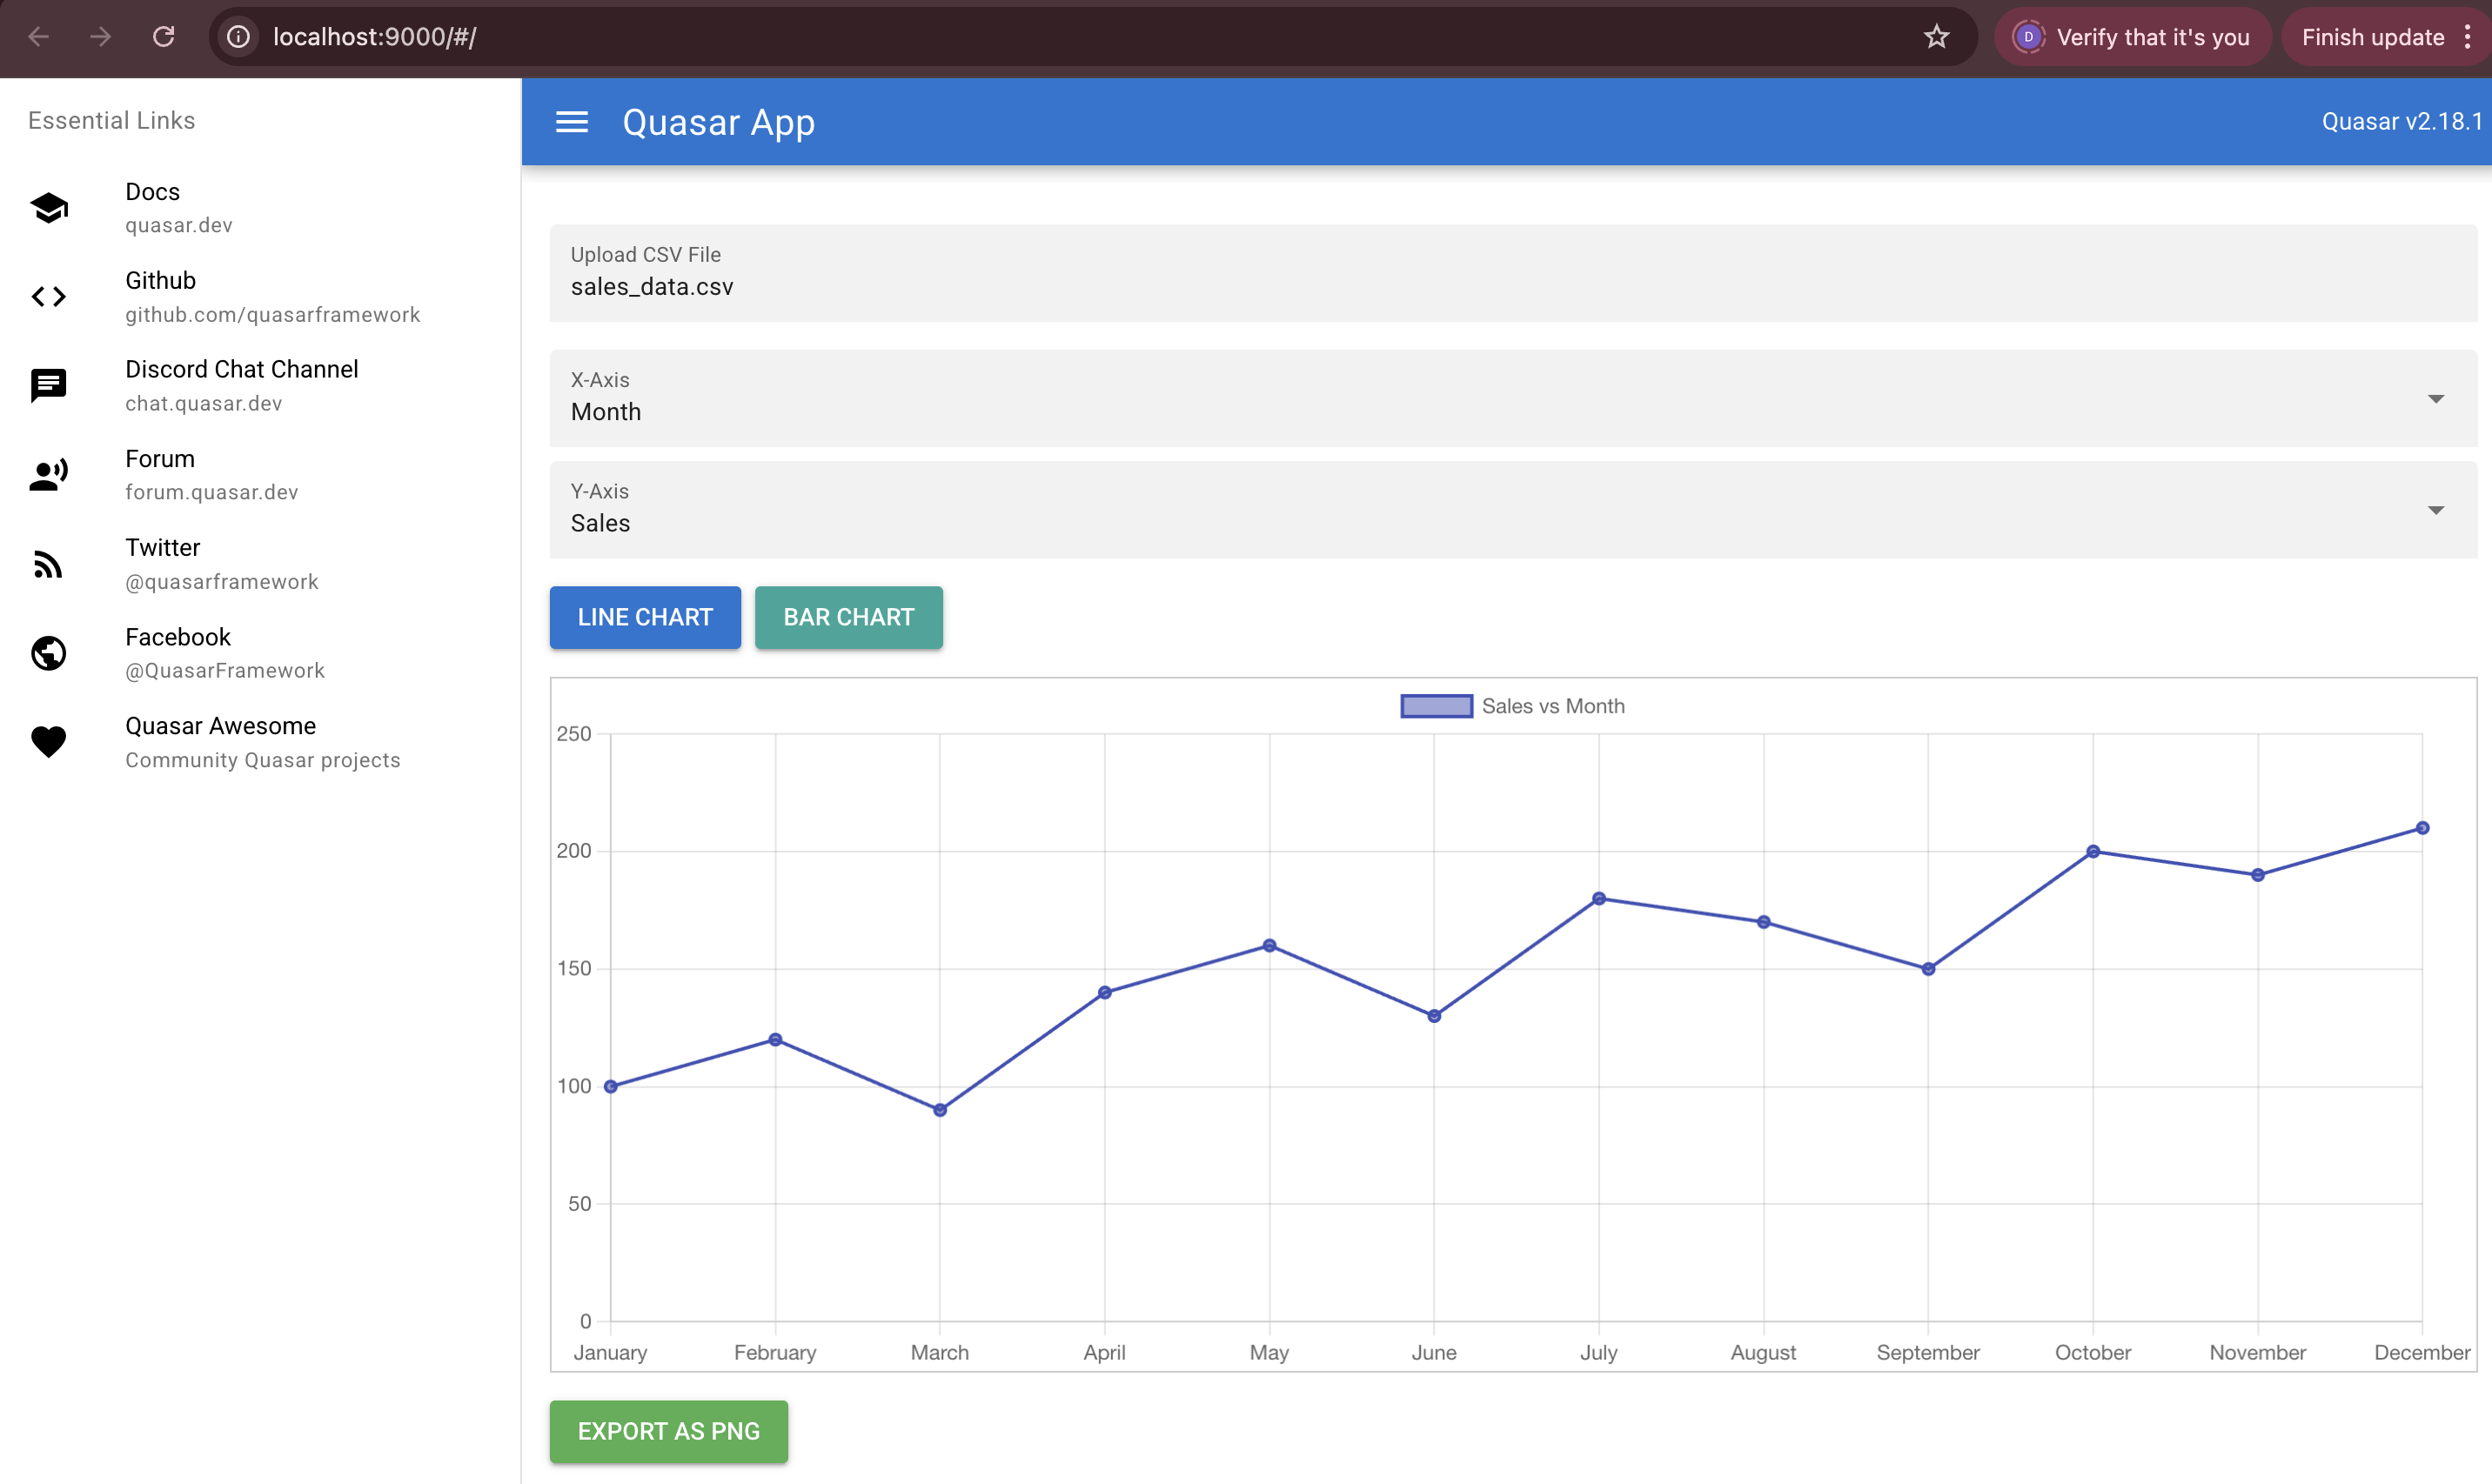 localhost:9000/#/
D
Verify that it's you
Finish update
Essential Links
Docs
quasar.dev
Github
github.com/quasarframework
Discord Chat Channel
chat.quasar.dev
Forum
forum.quasar.dev
Twitter
@quasarframework
Facebook
@QuasarFramework
Quasar Awesome
Community Quasar projects
Quasar App
Quasar v2.18.1
Upload CSV File
sales_data.csv
X-Axis
Month
Y-Axis
Sales
LINE CHART
BAR CHART
Sales vs Month
250
200
150
100
50
0
January February March April May June July August September October November December
EXPORT AS PNG